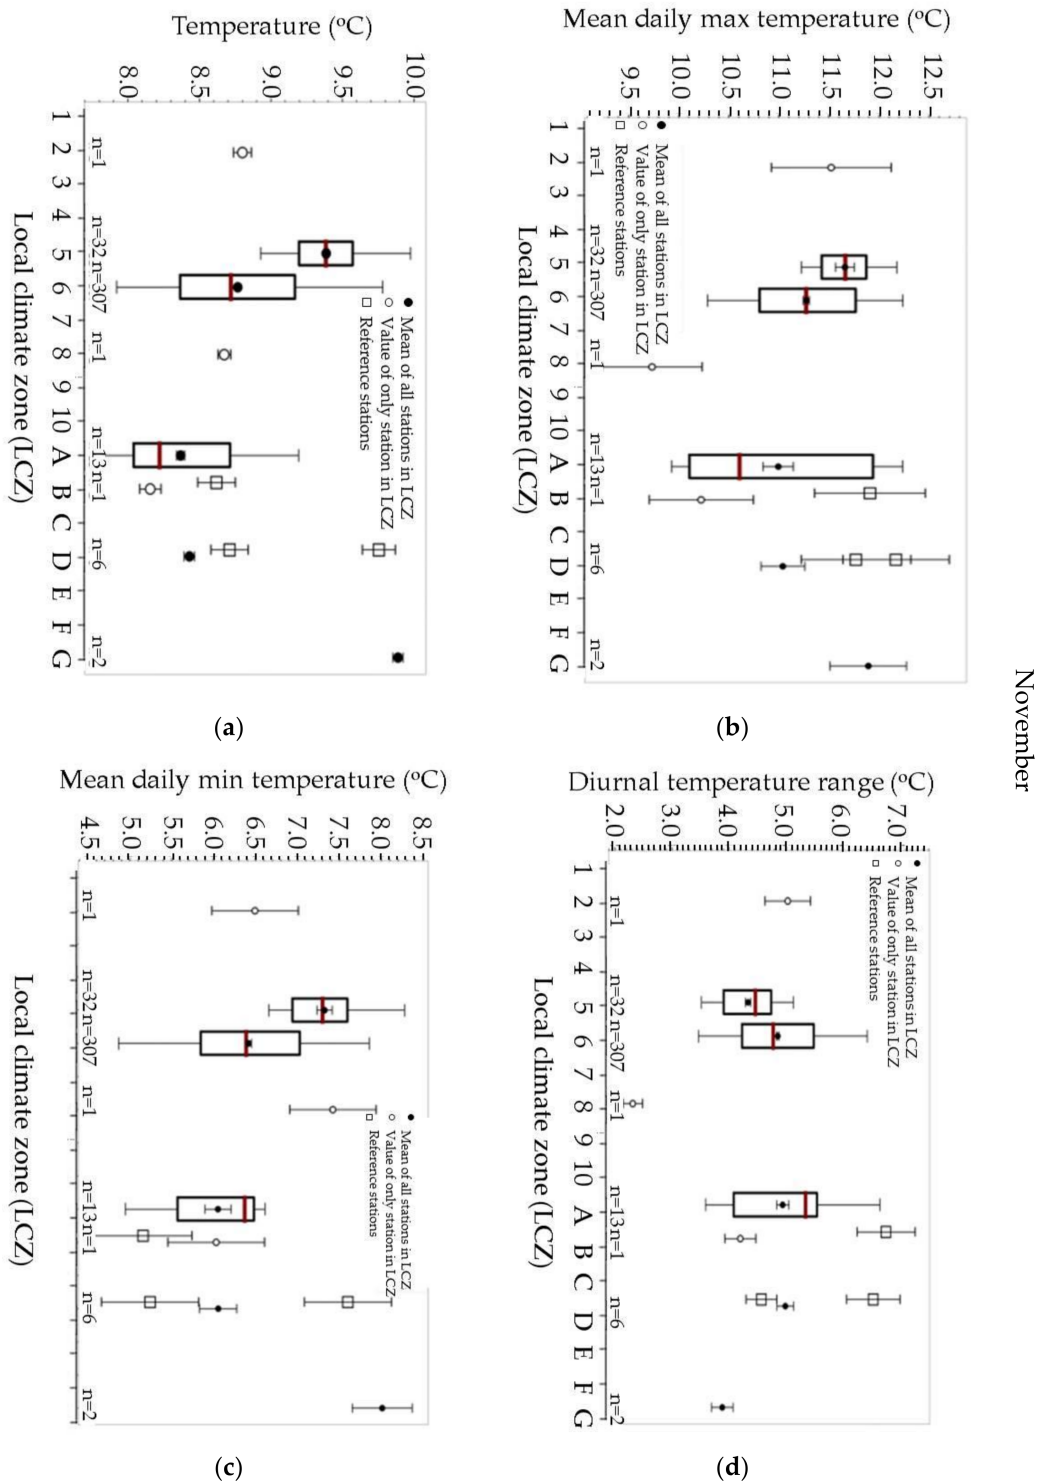 November
Temperature (ºC)
8.0 8.5 9.0 9.5 10.0
Mean of all stations in LCZ
Value of only station in LCZ
Reference stations
n=1 n=32 n=307 n=1 n=13 n=1 n=6 n=2
1 2 3 4 5 6 7 8 9 10 A B C D E F G
Local climate zone (LCZ)
(a)
Mean daily max temperature (ºC)
9.5 10.0 10.5 11.0 11.5 12.0 12.5
Mean of all stations in LCZ
Value of only station in LCZ
Reference stations
n=1 n=32 n=307 n=1 n=13 n=1 n=6 n=2
1 2 3 4 5 6 7 8 9 10 A B C D E F G
Local climate zone (LCZ)
(b)
Mean daily min temperature (ºC)
4.5 5.0 5.5 6.0 6.5 7.0 7.5 8.0 8.5
Mean of all stations in LCZ
Value of only station in LCZ
Reference stations
n=1 n=32 n=307 n=1 n=13 n=1 n=6 n=2
Local climate zone (LCZ)
(c)
Diurnal temperature range (ºC)
2.0 3.0 4.0 5.0 6.0 7.0
Mean of all stations in LCZ
Value of only station in LCZ
Reference stations
n=1 n=32 n=307 n=1 n=13 n=1 n=6 n=2
1 2 3 4 5 6 7 8 9 10 A B C D E F G
Local climate zone (LCZ)
(d)